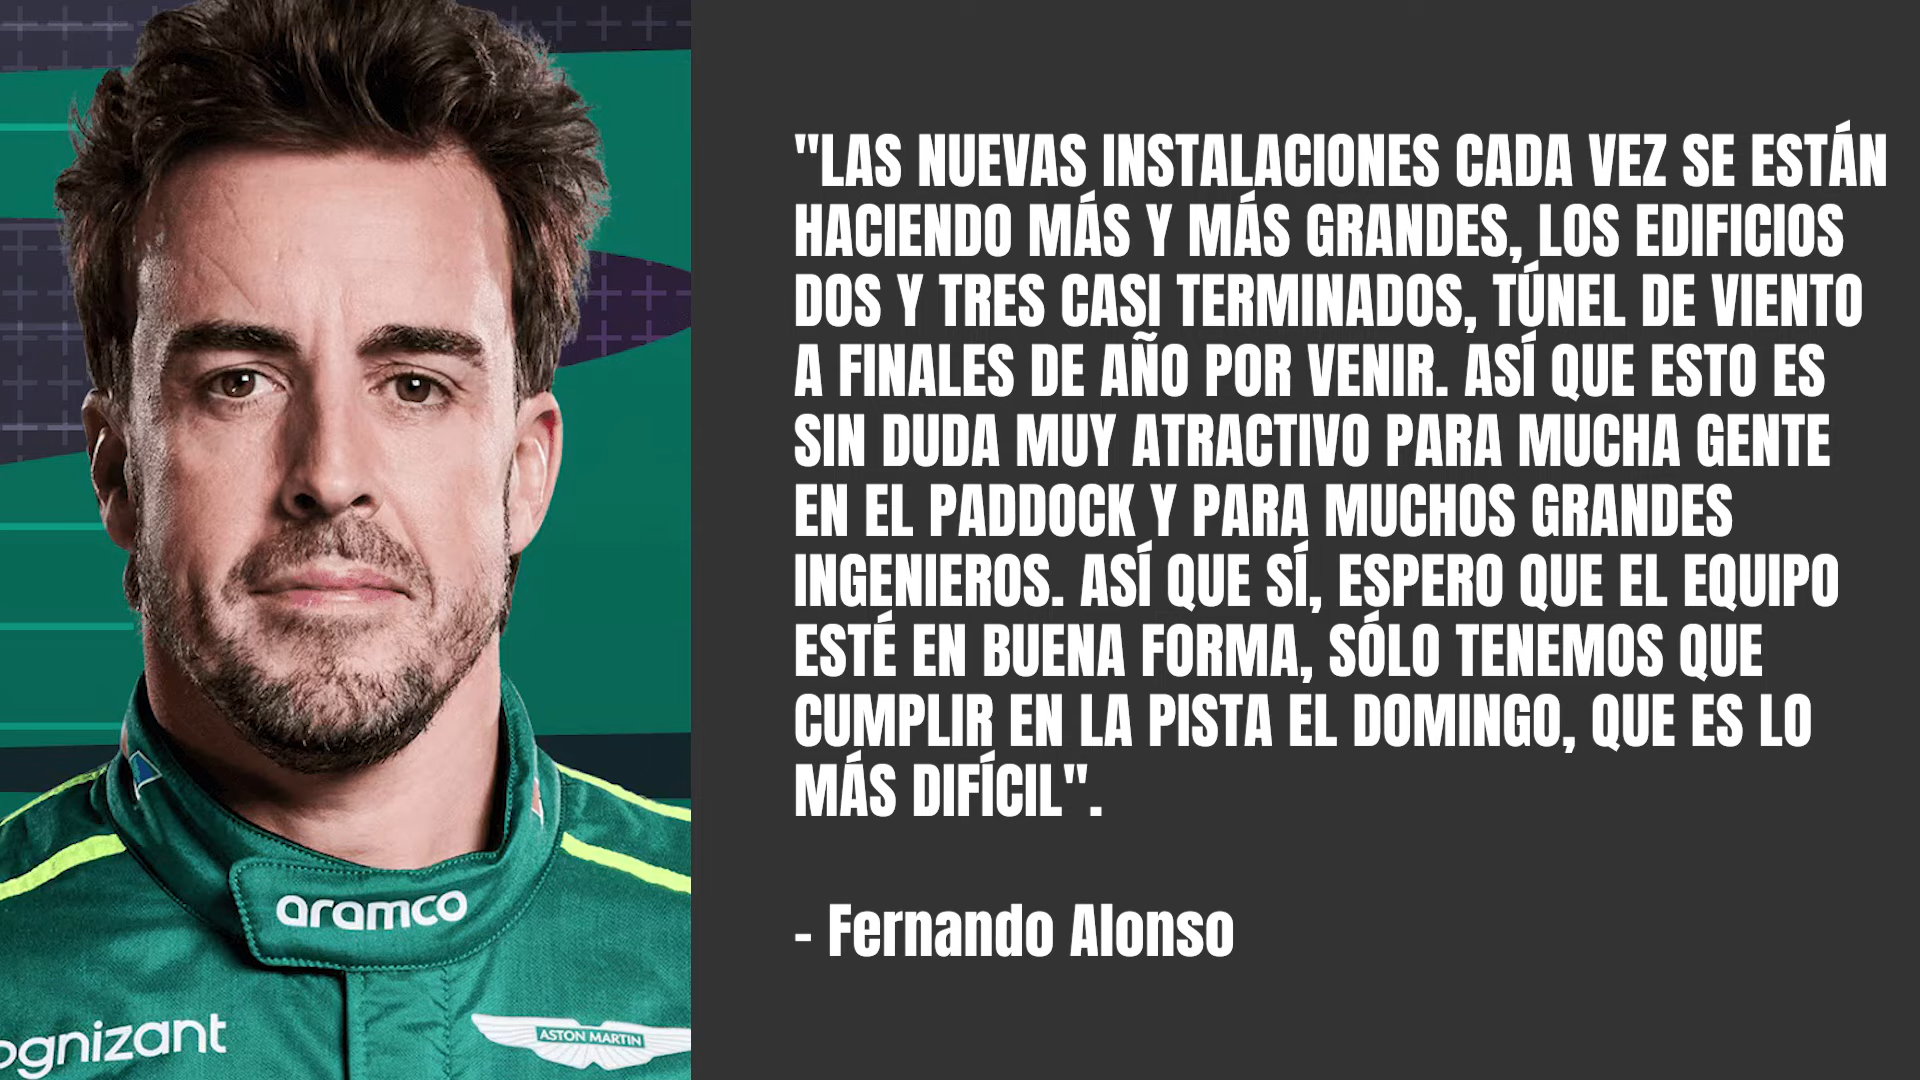 "LAS NUEVAS INSTALACIONES CADA VEZ SE ESTÁN
HACIENDO MÁS Y MÁS GRANDES, LOS EDIFICIOS
DOS Y TRES CASI TERMINADOS, TÚNEL DE VIENTO
A FINALES DE AÑO POR VENIR. ASÍ QUE ESTO ES
SIN DUDA MUY ATRACTIVO PARA MUCHA GENTE
EN EL PADDOCK Y PARA MUCHOS GRANDES
INGENIEROS. ASÍ QUE SÍ, ESPERO QUE EL EQUIPO
ESTÉ EN BUENA FORMA, SÓLO TENEMOS QUE
CUMPLIR EN LA PISTA EL DOMINGO, QUE ES LO
MÁS DIFÍCIL".
- Fernando Alonso
aramco
ognizant
ASTON MARTIN